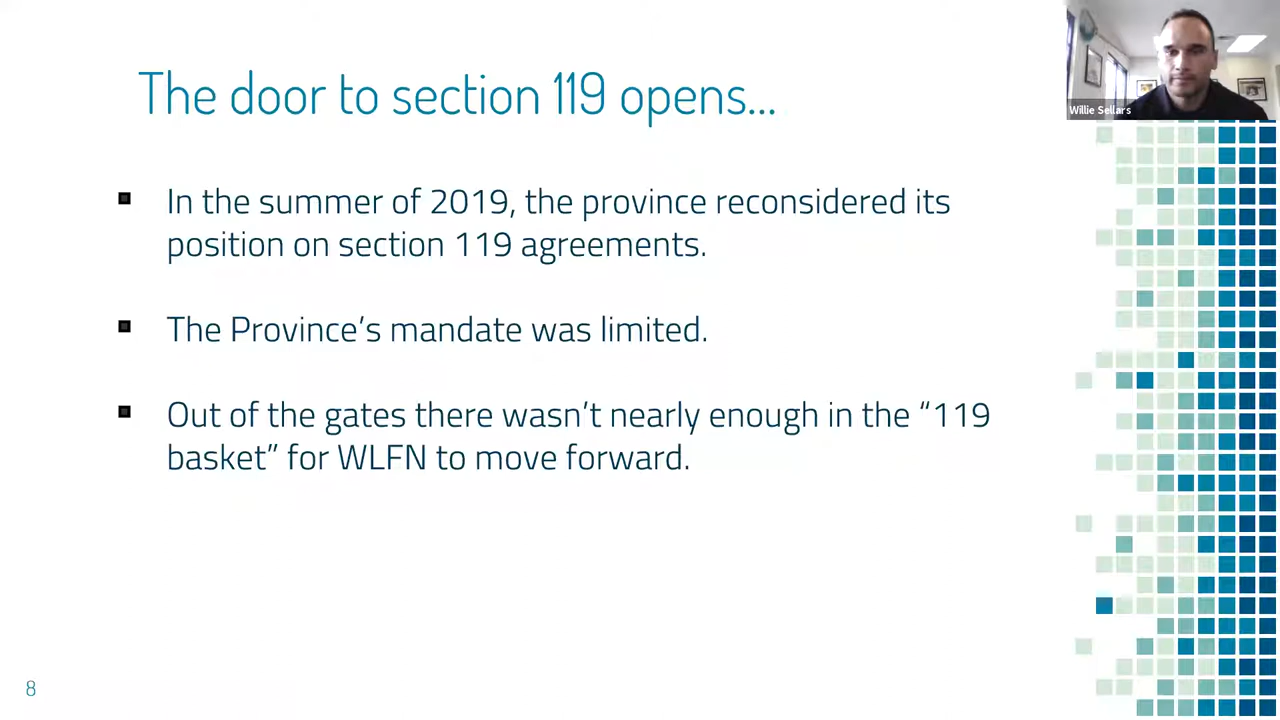 The door to section 119 opens...
Willie Sellars
In the summer of 2019, the province reconsidered its
position on section 119 agreements.
The Province’s mandate was limited.
Out of the gates there wasn’t nearly enough in the “119
basket” for WLFN to move forward.
8